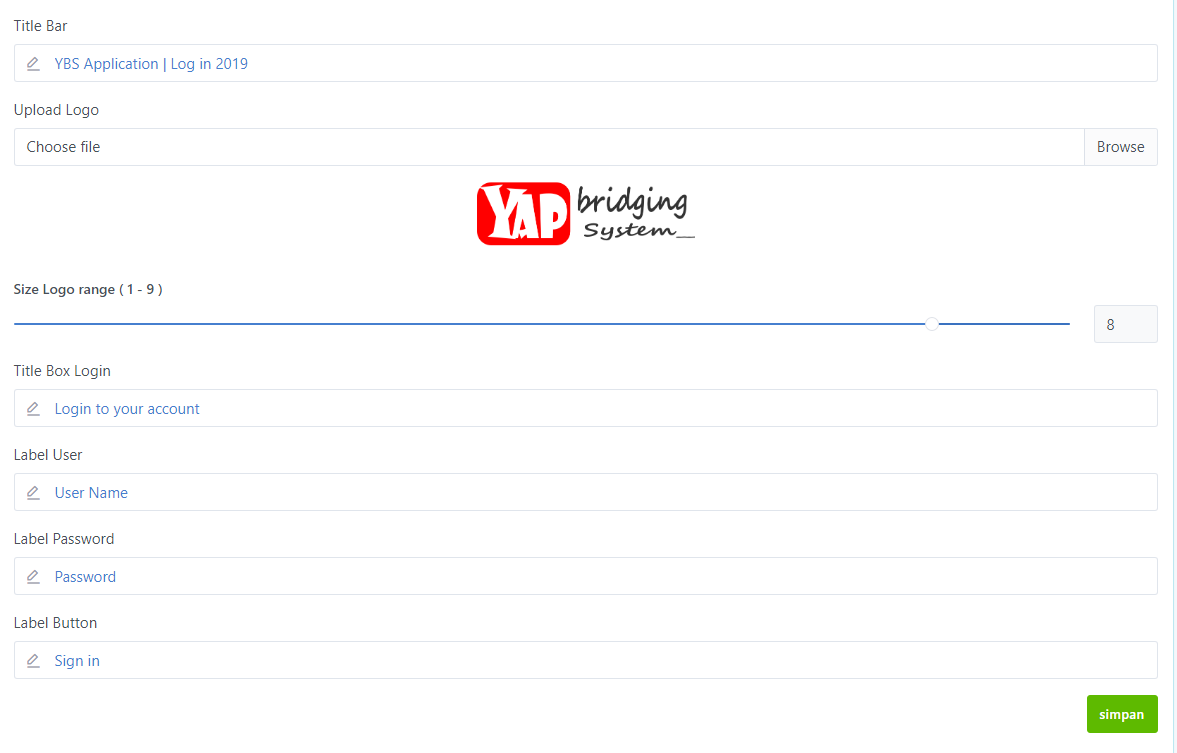 Title Bar
YBS Application | Log in 2019
Upload Logo
Choose file
Browse
YAP bridging
System__
Size Logo range ( 1 - 9 )
8
Title Box Login
Login to your account
Label User
User Name
Label Password
Password
Label Button
Sign in
simpan